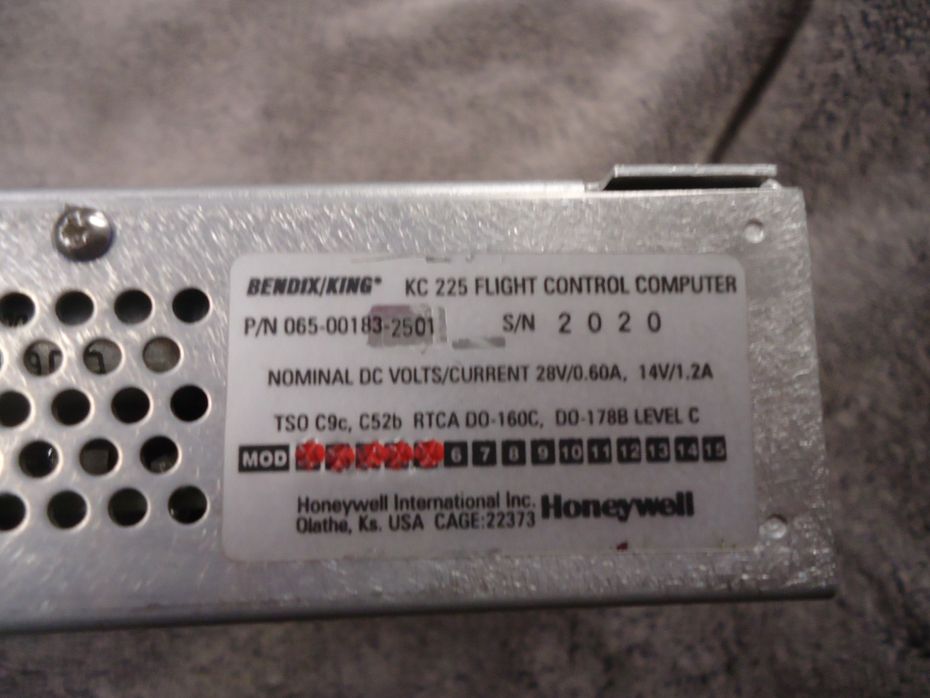 BENDIX/KING® KC 225 FLIGHT CONTROL COMPUTER
P/N 065-00183-2501 S/N 2020
NOMINAL DC VOLTS/CURRENT 28V/0.60A, 14V/1.2A
TSO C9c, C52b RTCA DO-160C, DO-178B LEVEL C
MOD 6 7 8 9 10 11 12 13 14 15
Honeywell International Inc.
Olathe, Ks. USA CAGE:22373 Honeywell